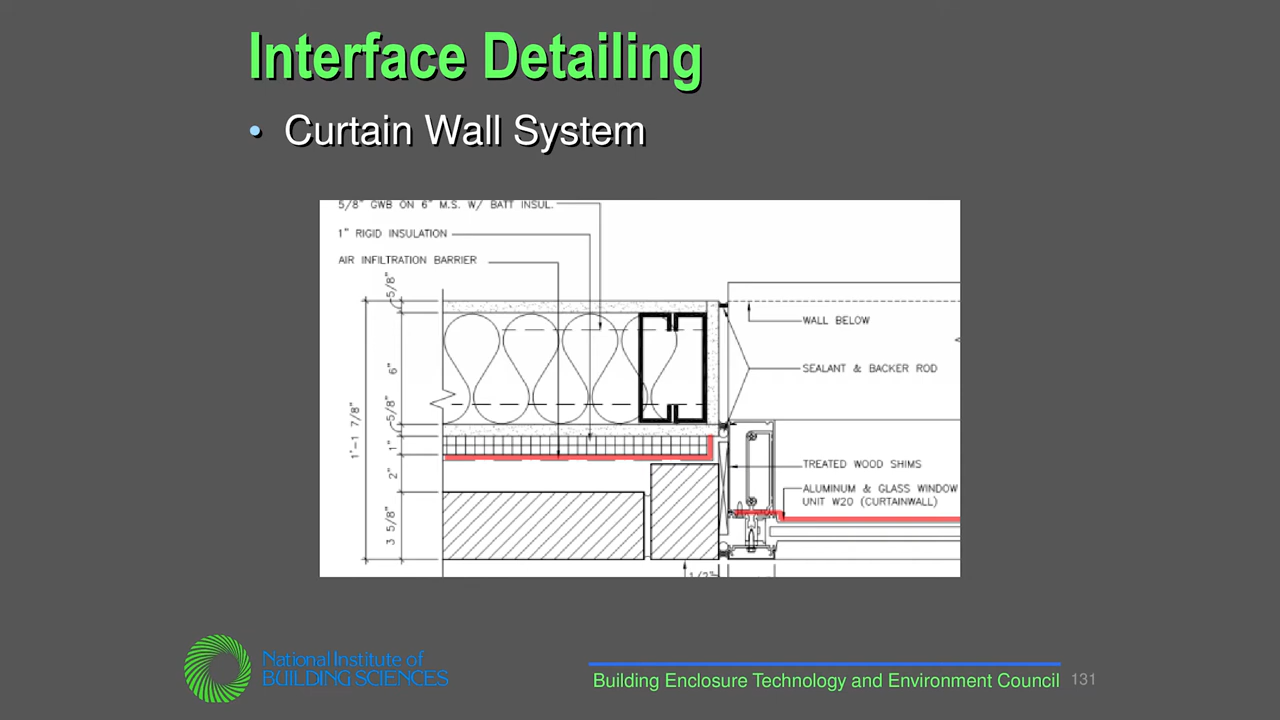 Interface Detailing
• Curtain Wall System
5/8" GWB ON 6" M.S. W/ BATT INSUL.
1" RIGID INSULATION
AIR INFILTRATION BARRIER
5/8"
6"
5/8"
1'-1 7/8"
1"
2"
3 5/8"
WALL BELOW
SEALANT & BACKER ROD
TREATED WOOD SHIMS
ALUMINUM & GLASS WINDOW
UNIT W20 (CURTAINWALL)
1/2"
National Institute of
BUILDING SCIENCES
Building Enclosure Technology and Environment Council
131